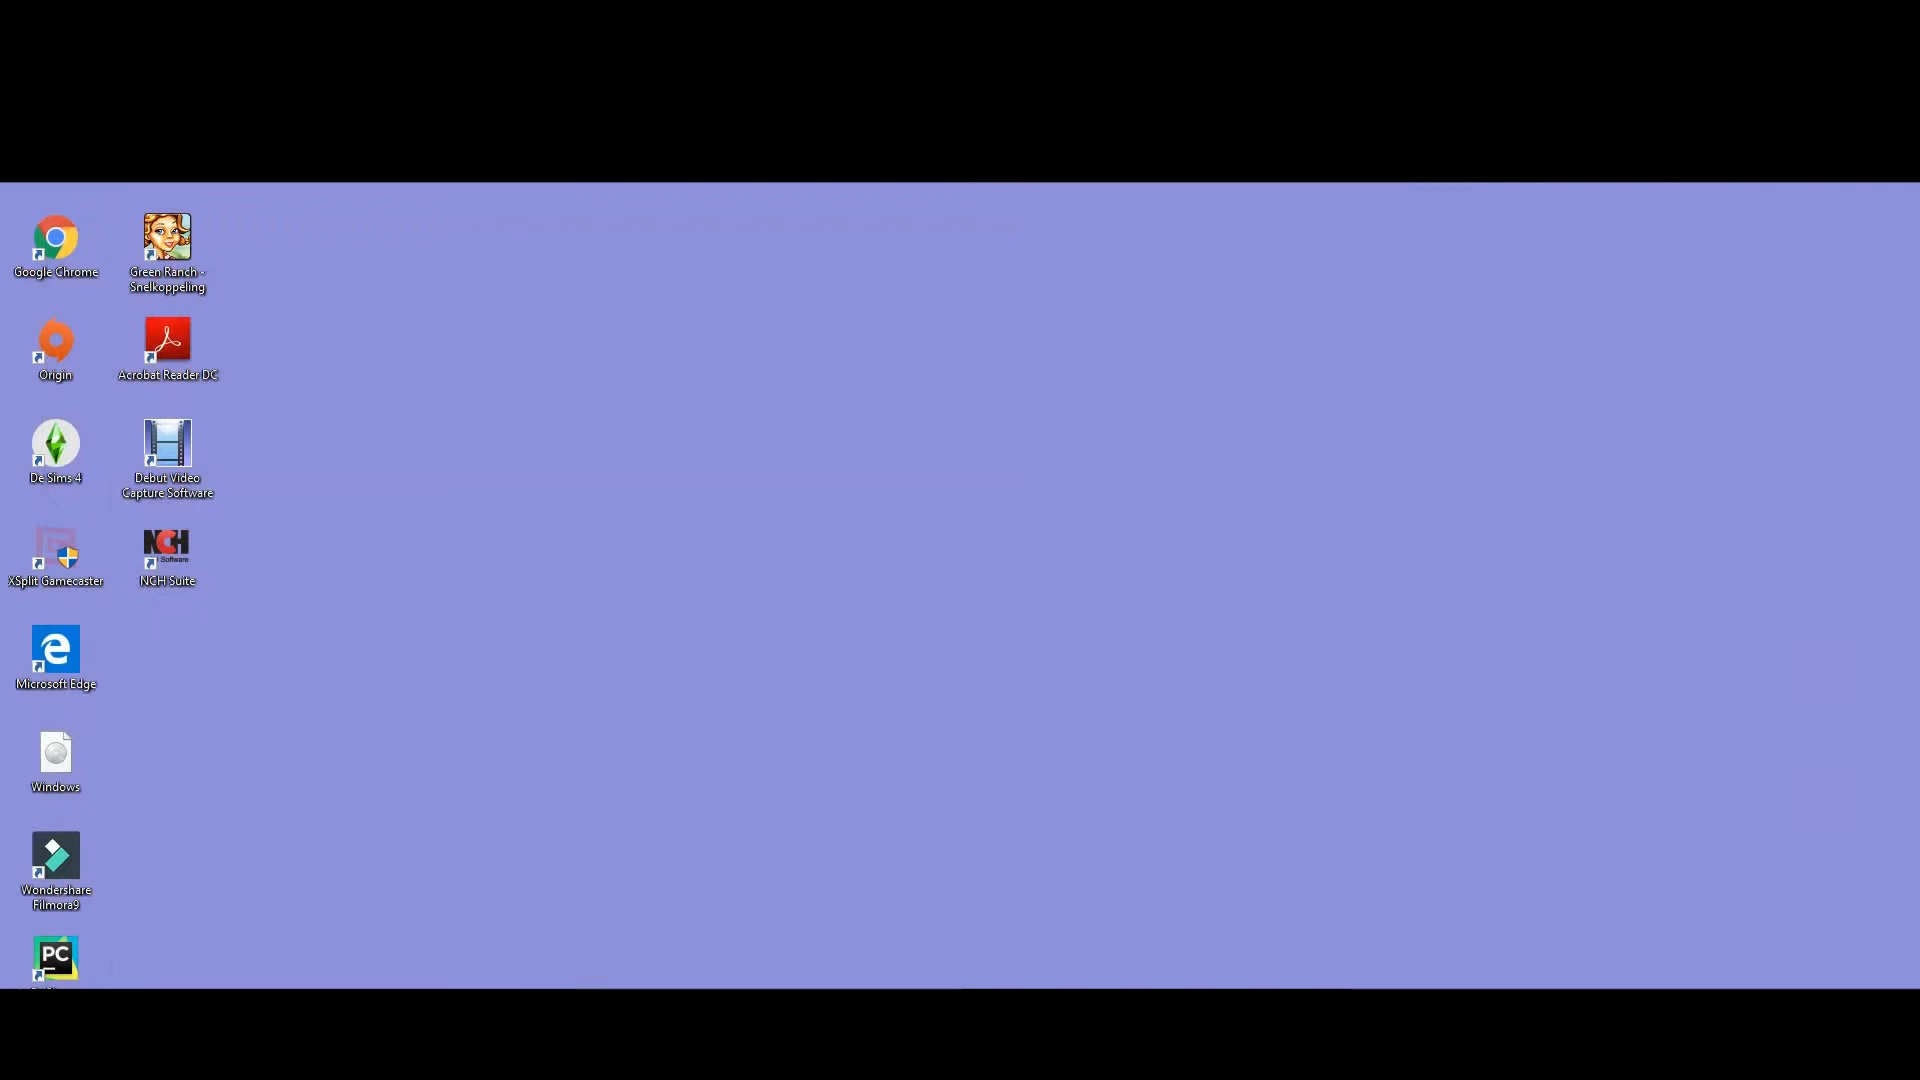 Google Chrome
Green Ranch -
Snelkoppeling
Origin
Acrobat Reader DC
De Sims 4
Debut Video
Capture Software
XSplit Gamecaster
NCH
Software
NCH Suite
Microsoft Edge
Windows
Wondershare
Filmora9
PC